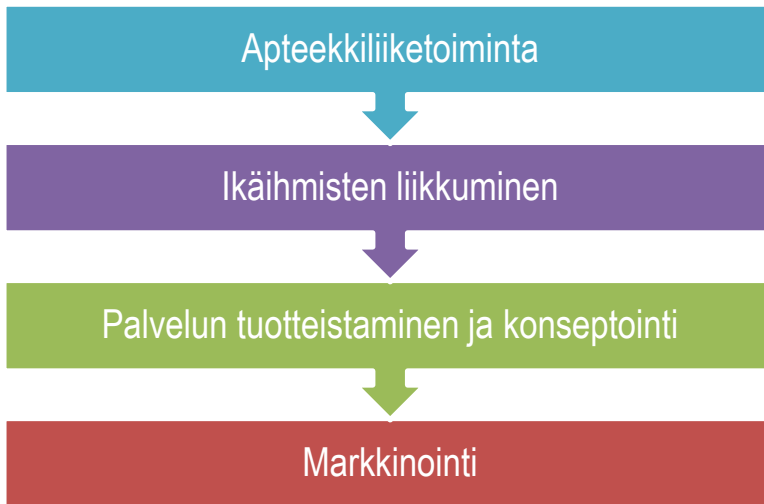 Apteekkiliiketoiminta
Ikäihmisten liikkuminen
Palvelun tuotteistaminen ja konseptointi
Markkinointi